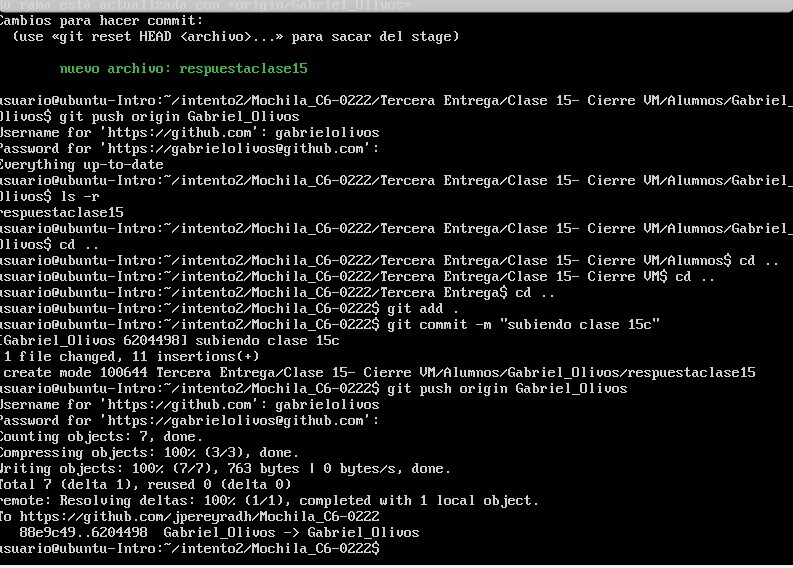 Tu rama está actualizada con «origin/Gabriel_Olivos».
Cambios para hacer commit:
(use «git reset HEAD <archivo>...» para sacar del stage)
nuevo archivo: respuestaclase15
usuario@ubuntu-Intro:~/intento2/Mochila_C6-0222/Tercera Entrega/Clase 15- Cierre VM/Alumnos/Gabriel_
Olivos$ git push origin Gabriel_Olivos
Username for 'https://github.com': gabrielolivos
Password for 'https://gabrielolivos@github.com':
Everything up-to-date
usuario@ubuntu-Intro:~/intento2/Mochila_C6-0222/Tercera Entrega/Clase 15- Cierre VM/Alumnos/Gabriel_
Olivos$ ls -r
respuestaclase15
usuario@ubuntu-Intro:~/intento2/Mochila_C6-0222/Tercera Entrega/Clase 15- Cierre VM/Alumnos/Gabriel_
Olivos$ cd ..
usuario@ubuntu-Intro:~/intento2/Mochila_C6-0222/Tercera Entrega/Clase 15- Cierre VM/Alumnos$ cd ..
usuario@ubuntu-Intro:~/intento2/Mochila_C6-0222/Tercera Entrega/Clase 15- Cierre VM$ cd ..
usuario@ubuntu-Intro:~/intento2/Mochila_C6-0222/Tercera Entrega$ cd ..
usuario@ubuntu-Intro:~/intento2/Mochila_C6-0222$ git add .
usuario@ubuntu-Intro:~/intento2/Mochila_C6-0222$ git commit -m "subiendo clase 15c"
[Gabriel_Olivos 6204498] subiendo clase 15c
1 file changed, 11 insertions(+)
create mode 100644 Tercera Entrega/Clase 15- Cierre VM/Alumnos/Gabriel_Olivos/respuestaclase15
usuario@ubuntu-Intro:~/intento2/Mochila_C6-0222$ git push origin Gabriel_Olivos
Username for 'https://github.com': gabrielolivos
Password for 'https://gabrielolivos@github.com':
Counting objects: 7, done.
Compressing objects: 100% (3/3), done.
Writing objects: 100% (7/7), 763 bytes | 0 bytes/s, done.
Total 7 (delta 1), reused 0 (delta 0)
remote: Resolving deltas: 100% (1/1), completed with 1 local object.
To https://github.com/jpereyradh/Mochila_C6-0222
88e9c49..6204498  Gabriel_Olivos -> Gabriel_Olivos
usuario@ubuntu-Intro:~/intento2/Mochila_C6-0222$